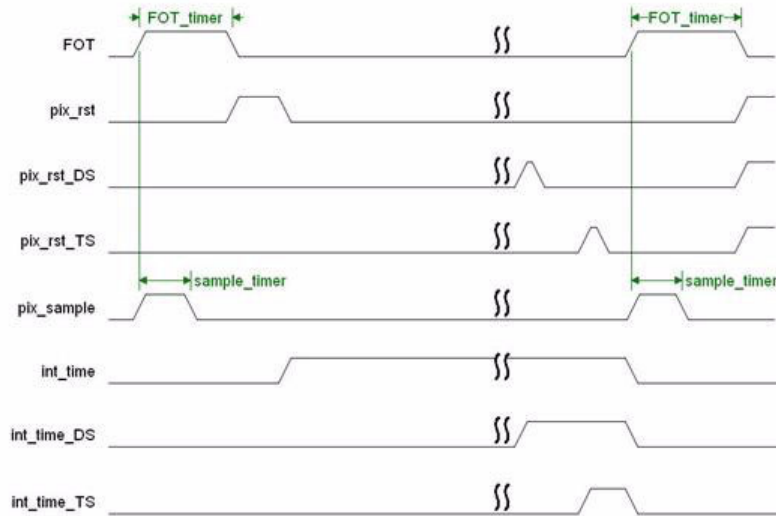 FOT_timer
FOT_timer
FOT
pix_rst
pix_rst_DS
pix_rst_TS
sample_timer
sample_timer
pix_sample
int_time
int_time_DS
int_time_TS